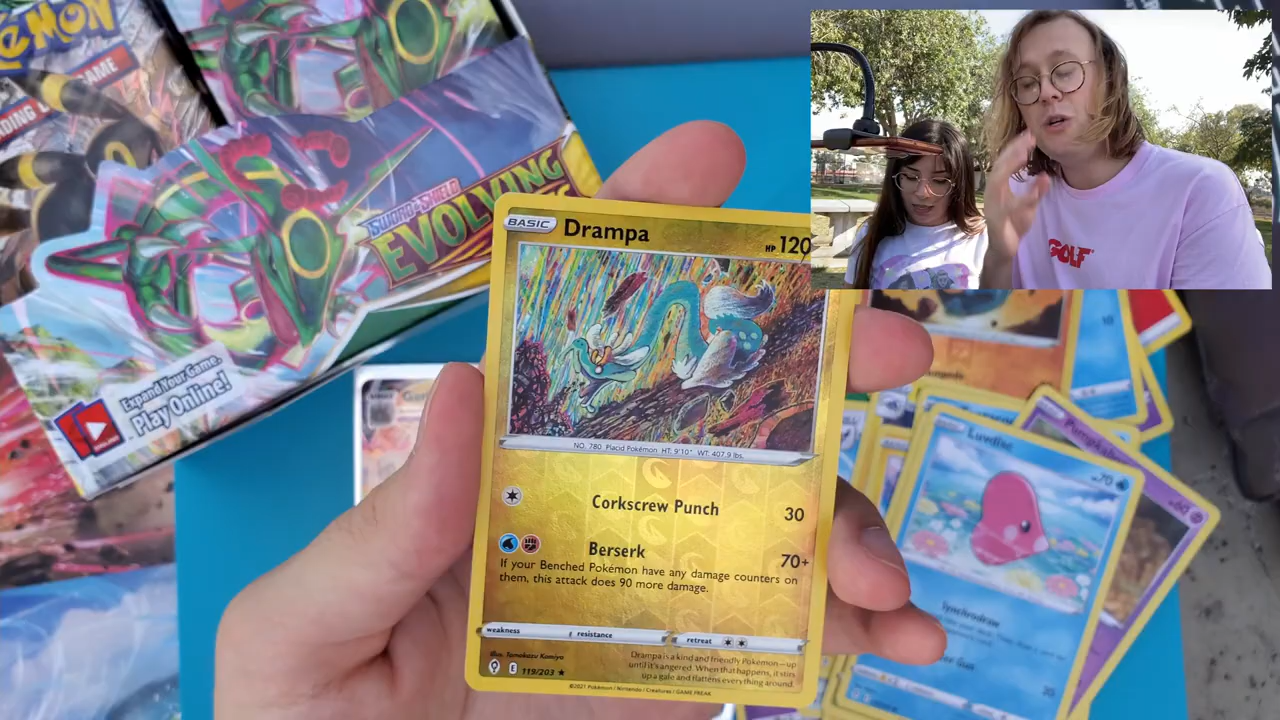 POKéMON
SWORD & SHIELD
EVOLVING
Expand Your Game.
Play Online!
BASIC
Drampa
HP 120
NO. 780 Placid Pokémon HT: 9'10" WT: 407.9 lbs.
Corkscrew Punch 30
Berserk 70+
If your Benched Pokémon have any damage counters on
them, this attack does 90 more damage.
weakness resistance retreat
Illus. Tomokazu Komiya
E 119/203 ★
Drampa is a kind and friendly Pokémon—up
until it's angered. When that happens, it stirs
up a gale and flattens everything around.
©2021 Pokémon / Nintendo / Creatures / GAME FREAK
GOLF
Luvdisc
70
Synchrodraw
Gun